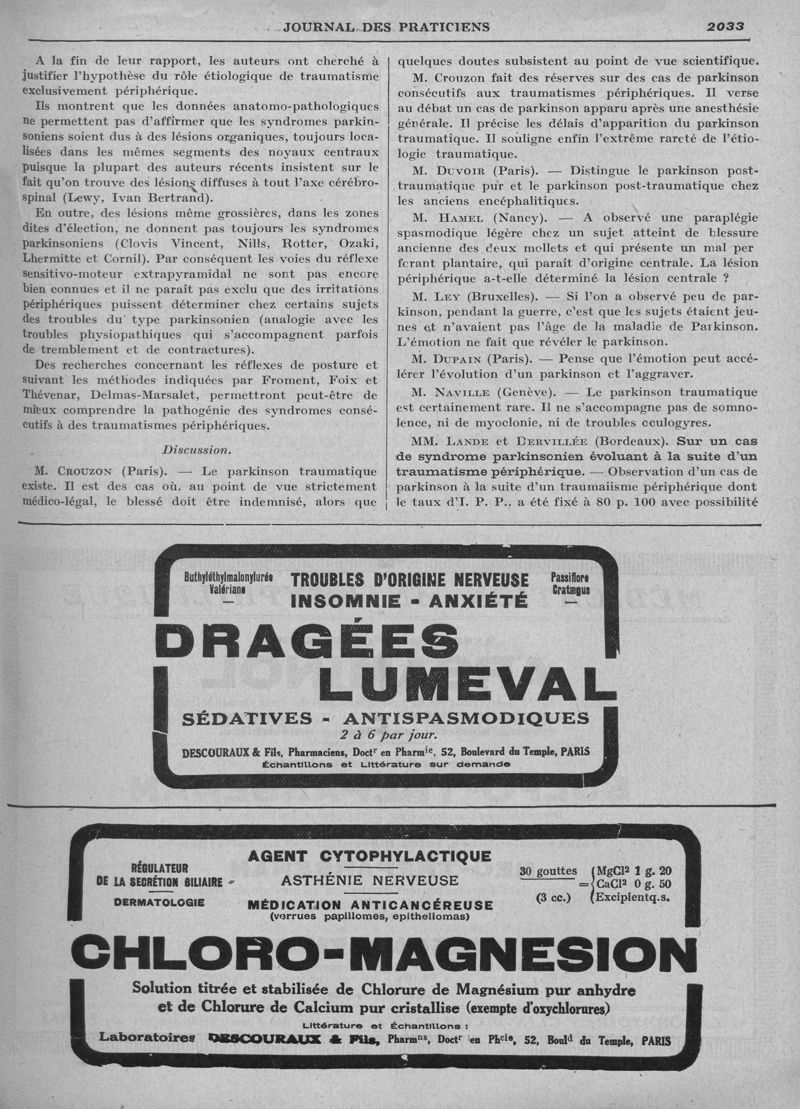 JOURNAL DES PRATICIENS 2033
A la fin de leur rapport, les auteurs ont cherché à
justifier l'hypothèse du rôle étiologique de traumatisme
exclusivement périphérique.
Ils montrent que les données anatomo-pathologiques
ne permettent pas d'affirmer que les syndromes parkin-
soniens soient dus à des lésions organiques, toujours loca-
lisées dans les mêmes segments des noyaux centraux
puisque la plupart des auteurs récents insistent sur le
fait qu'on trouve des lésions diffuses à tout l'axe cérébro-
spinal (Lewy, Ivan Bertrand).
En outre, des lésions même grossières, dans les zones
dites d'élection, ne donnent pas toujours les syndromes
parkinsoniens (Clovis Vincent, Nills, Rotter, Ozaki,
Lhermitte et Cornil). Par conséquent les voies du réflexe
sensitivo-moteur extrapyramidal ne sont pas encore
bien connues et il ne paraît pas exclu que des irritations
périphériques puissent déterminer chez certains sujets
des troubles du type parkinsonien (analogie avec les
troubles physiopathiques qui s'accompagnent parfois
de tremblement et de contractures).
Des recherches concernant les réflexes de posture et
suivant les méthodes indiquées par Froment, Foix et
Thévenar, Delmas-Marsalet, permettront peut-être de
mieux comprendre la pathogénie des syndromes consé-
cutifs à des traumatismes périphériques.
Discussion.
M. CROUZON (Paris). — Le parkinson traumatique
existe. Il est des cas où. au point de vue strictement
médico-légal, le blessé doit être indemnisé, alors que
quelques doutes subsistent au point de vue scientifique.
M. Crouzon fait des réserves sur des cas de parkinson
consécutifs aux traumatismes périphériques. Il verse
au débat un cas de parkinson apparu après une anesthésie
générale. Il précise les délais d'apparition du parkinson
traumatique. Il souligne enfin l'extrême rareté de l'étio-
logie traumatique.
M. DUVOIR (Paris). — Distingue le parkinson post-
traumatique pur et le parkinson post-traumatique chez
les anciens encéphalitiques.
M. HAMEL (Nancy). — A observé une paraplégie
spasmodique légère chez un sujet atteint de blessure
ancienne des deux mollets et qui présente un mal per
forant plantaire, qui paraît d'origine centrale. La lésion
périphérique a-t-elle déterminé la lésion centrale ?
M. LEY (Bruxelles). — Si l'on a observé peu de par-
kinson, pendant la guerre, c'est que les sujets étaient jeu-
nes et n'avaient pas l'âge de la maladie de Parkinson.
L'émotion ne fait que révéler le parkinson.
M. DUPAIN (Paris). — Pense que l'émotion peut accé-
lérer l'évolution d'un parkinson et l'aggraver.
M. NAVILLE (Genève). — Le parkinson traumatique
est certainement rare. Il ne s'accompagne pas de somno-
lence, ni de myoclonie, ni de troubles oculogyres.
MM. LANDE et DERVILLÉE (Bordeaux). Sur un cas
de syndrome parkinsonien évoluant à la suite d'un
traumatisme périphérique. — Observation d'un cas de
parkinson à la suite d'un traumaiisme périphérique dont
le taux d'I. P. P.. a été fixé à 80 p. 100 avec possibilité
Buthyléthylmalonylurée
Valériane
—
TROUBLES D'ORIGINE NERVEUSE
INSOMNIE - ANXIÉTÉ
Passiflore
Cratægus
—
DRAGÉES
LUMEVAL
SÉDATIVES - ANTISPASMODIQUES
2 à 6 par jour.
DESCOURAUX & Fils, Pharmaciens, Doctr en Pharmie, 52, Boulevard du Temple, PARIS
Échantillons et Littérature sur demande
RÉGULATEUR
DE LA SECRÉTION BILIAIRE -
DERMATOLOGIE
AGENT CYTOPHYLACTIQUE
ASTHÉNIE NERVEUSE
MÉDICATION ANTICANCÉREUSE
(verrues papillomes, epitheliomas)
30 gouttes = (3 cc.)
MgCl2 1 g. 20
CaCl2 0 g. 50
Excipientq.s.
CHLORO-MAGNESION
Solution titrée et stabilisée de Chlorure de Magnésium pur anhydre
et de Chlorure de Calcium pur cristallise (exempte d'oxychlorures)
Littérature et Échantillons :
Laboratoires DESCOURAUX & Fils, Pharmns, Doctr en Phcie, 52, Bould du Temple, PARIS